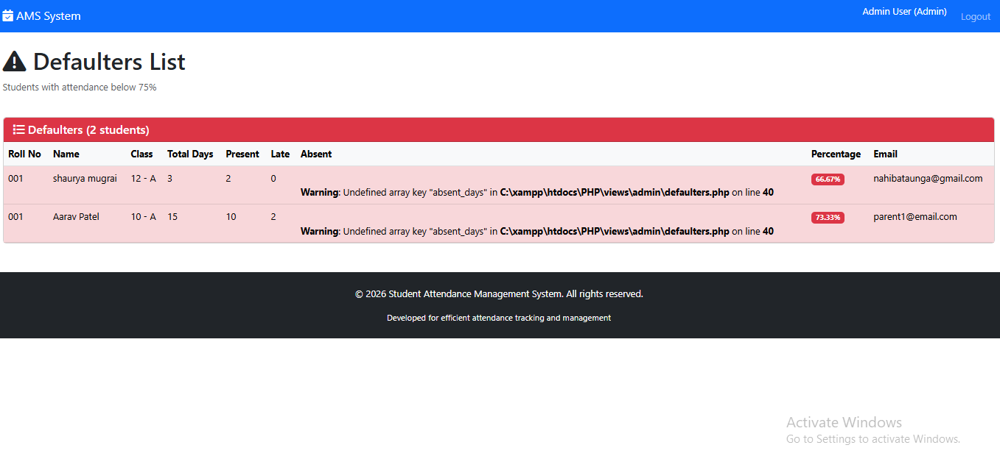 AMS System
Admin User (Admin)
Logout
Defaulters List
Students with attendance below 75%
Defaulters (2 students)
Roll No Name Class Total Days Present Late Absent Percentage Email
001 shaurya mugrai 12 - A 3 2 0 66.67% nahibataunga@gmail.com
Warning: Undefined array key "absent_days" in C:\xampp\htdocs\PHP\views\admin\defaulters.php on line 40
001 Aarav Patel 10 - A 15 10 2 73.33% parent1@email.com
Warning: Undefined array key "absent_days" in C:\xampp\htdocs\PHP\views\admin\defaulters.php on line 40
© 2026 Student Attendance Management System. All rights reserved.
Developed for efficient attendance tracking and management
Activate Windows
Go to Settings to activate Windows.